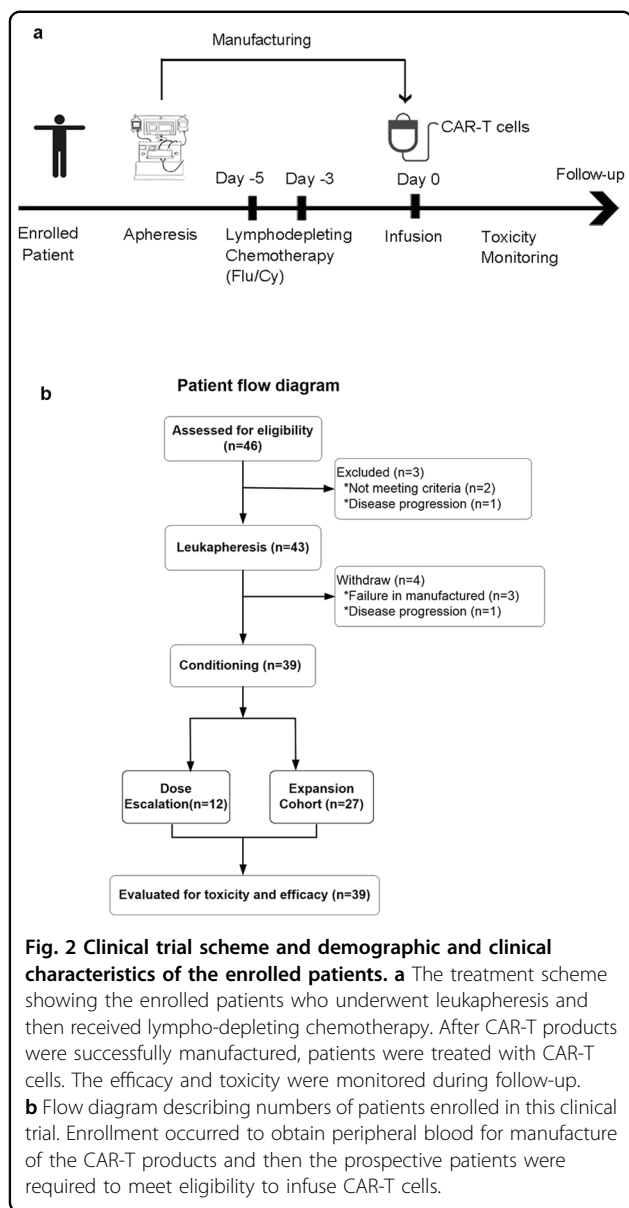 a
Manufacturing
CAR-T cells
Day -5 Day -3 Day 0 Follow-up
Enrolled
Patient
Apheresis
Lymphodepleting
Chemotherapy
(Flu/Cy)
Infusion
Toxicity
Monitoring
b
Patient flow diagram
Assessed for eligibility
(n=46)
Excluded (n=3)
*Not meeting criteria (n=2)
*Disease progression (n=1)
Leukapheresis (n=43)
Withdraw (n=4)
*Failure in manufactured (n=3)
*Disease progression (n=1)
Conditioning (n=39)
Dose
Escalation(n=12)
Expansion
Cohort (n=27)
Evaluated for toxicity and efficacy (n=39)
Fig. 2 Clinical trial scheme and demographic and clinical
characteristics of the enrolled patients. a The treatment scheme
showing the enrolled patients who underwent leukapheresis and
then received lympho-depleting chemotherapy. After CAR-T products
were successfully manufactured, patients were treated with CAR-T
cells. The efficacy and toxicity were monitored during follow-up.
b Flow diagram describing numbers of patients enrolled in this clinical
trial. Enrollment occurred to obtain peripheral blood for manufacture
of the CAR-T products and then the prospective patients were
required to meet eligibility to infuse CAR-T cells.